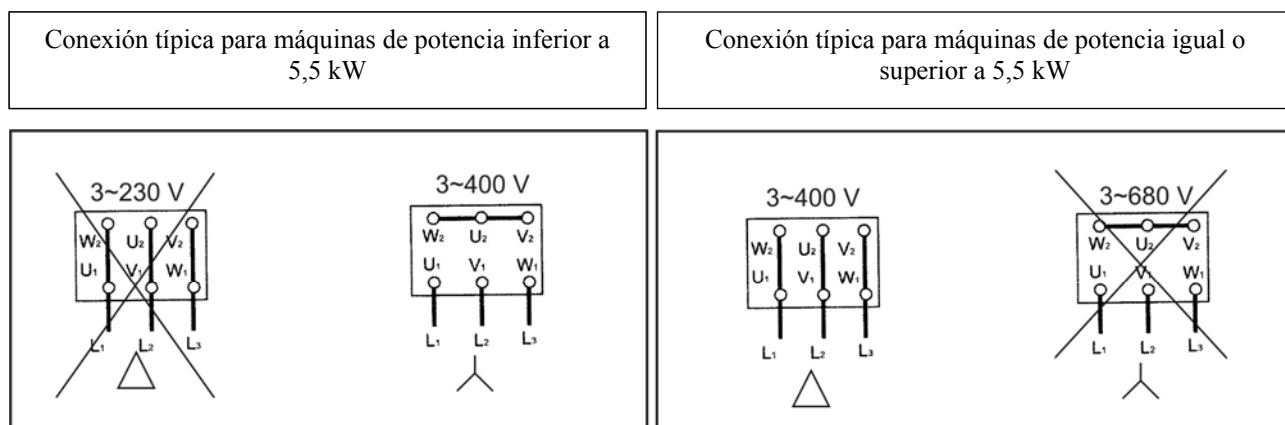 Conexión típica para máquinas de potencia inferior a
5,5 kW
Conexión típica para máquinas de potencia igual o
superior a 5,5 kW
3~230 V
W₂ U₂ V₂
U₁ V₁ W₁
L₁ L₂ L₃
3~400 V
W₂ U₂ V₂
U₁ V₁ W₁
L₁ L₂ L₃
3~400 V
W₂ U₂ V₂
U₁ V₁ W₁
L₁ L₂ L₃
3~680 V
W₂ U₂ V₂
U₁ V₁ W₁
L₁ L₂ L₃